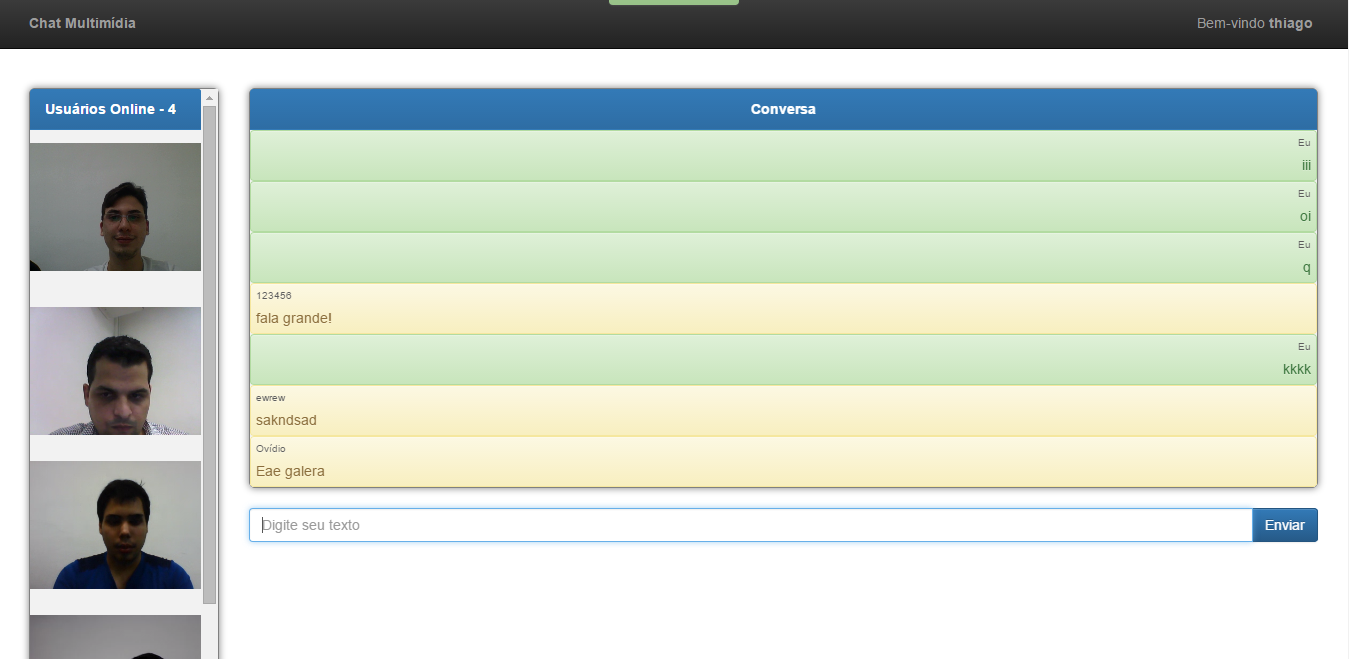 Chat Multimídia
Bem-vindo thiago
Usuários Online - 4
Conversa
Eu
iii
Eu
oi
Eu
q
123456
fala grande!
Eu
kkkk
ewrew
sakndsad
Ovídio
Eae galera
Digite seu texto
Enviar